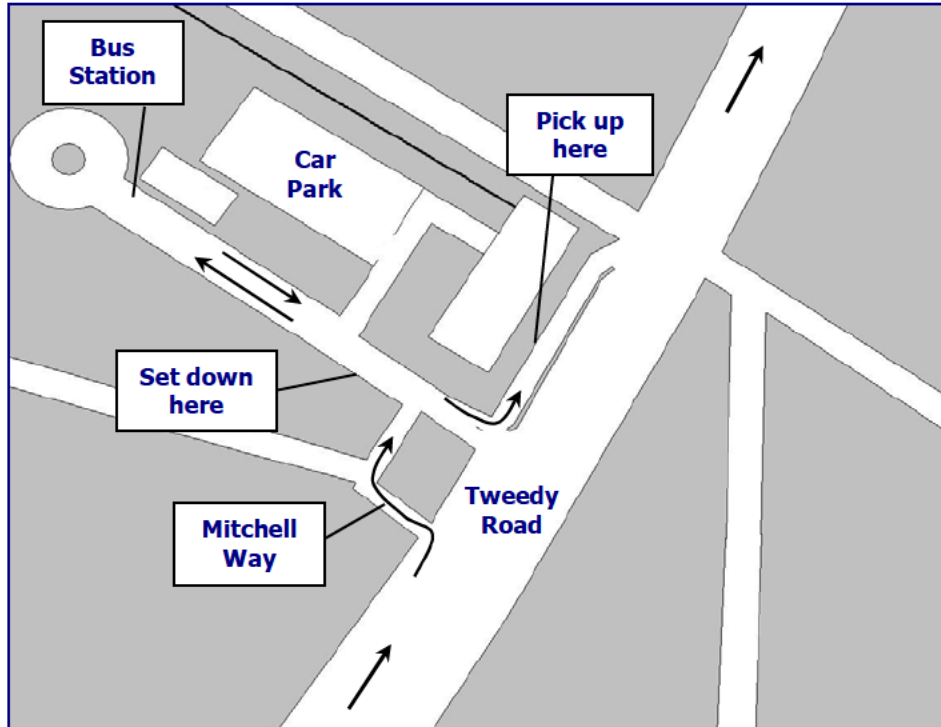 Bus
Station
Pick up
here
Car
Park
Set down
here
Tweedy
Road
Mitchell
Way